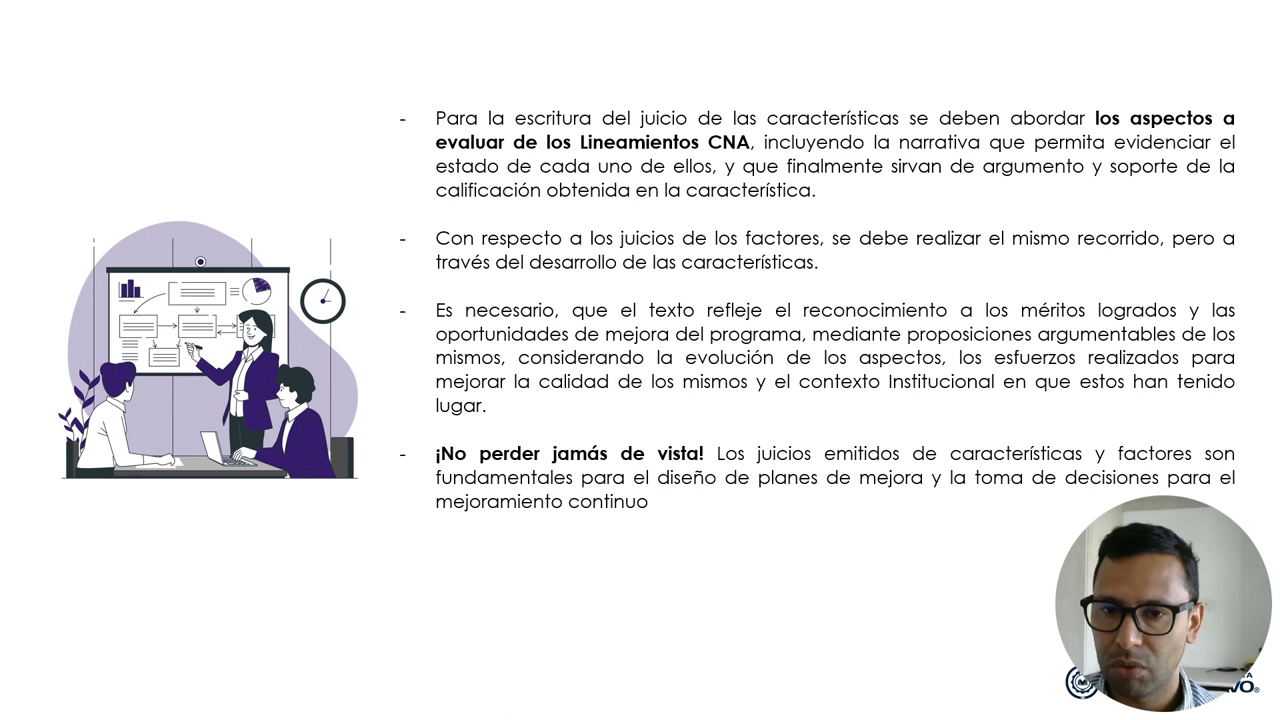 - Para la escritura del juicio de las características se deben abordar los aspectos a
evaluar de los Lineamientos CNA, incluyendo la narrativa que permita evidenciar el
estado de cada uno de ellos, y que finalmente sirvan de argumento y soporte de la
calificación obtenida en la característica.
- Con respecto a los juicios de los factores, se debe realizar el mismo recorrido, pero a
través del desarrollo de las características.
- Es necesario, que el texto refleje el reconocimiento a los méritos logrados y las
oportunidades de mejora del programa, mediante proposiciones argumentables de los
mismos, considerando la evolución de los aspectos, los esfuerzos realizados para
mejorar la calidad de los mismos y el contexto Institucional en que estos han tenido
lugar.
- ¡No perder jamás de vista! Los juicios emitidos de características y factores son
fundamentales para el diseño de planes de mejora y la toma de decisiones para el
mejoramiento continuo